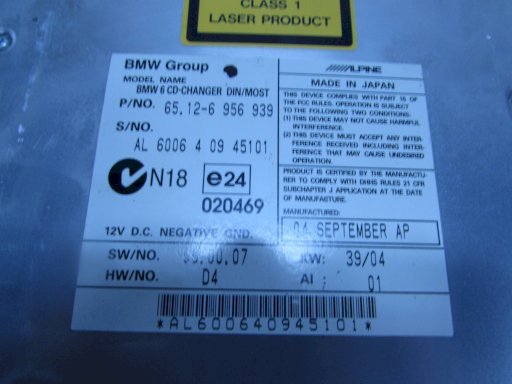 CLASS 1
LASER PRODUCT
BMW Group
MODEL NAME
BMW 6 CD-CHANGER DIN/MOST
P/NO. 65.12-6 956 939
S/NO.
AL 6006 4 09 45101
N18
e24
020469
12V D.C. NEGATIVE GND.
ALPINE
MADE IN JAPAN
THIS DEVICE COMPLIES WITH PART 15 OF
THE FCC RULES. OPERATION IS SUBJECT
TO THE FOLLOWING TWO CONDITIONS:
(1) THIS DEVICE MAY NOT CAUSE HARMFUL
INTERFERENCE.
(2) THIS DEVICE MUST ACCEPT ANY INTER-
FERENCE RECEIVED INCLUDING INTER-
FERENCE THAT MAY CAUSE UNDESIRED
OPERATION.
PRODUCT IS CERTIFIED BY THE MANUFACTU-
RER TO COMPLY WITH DHHS RULES 21 CFR
SUBCHAPTER J APPLICATION AT THE DATE
OF MANUFACTURE.
MANUFACTURED:
04 SEPTEMBER AP
SW/NO. 00.07
KW: 39/04
HW/NO. D4
AI : 01
*AL600640945101*